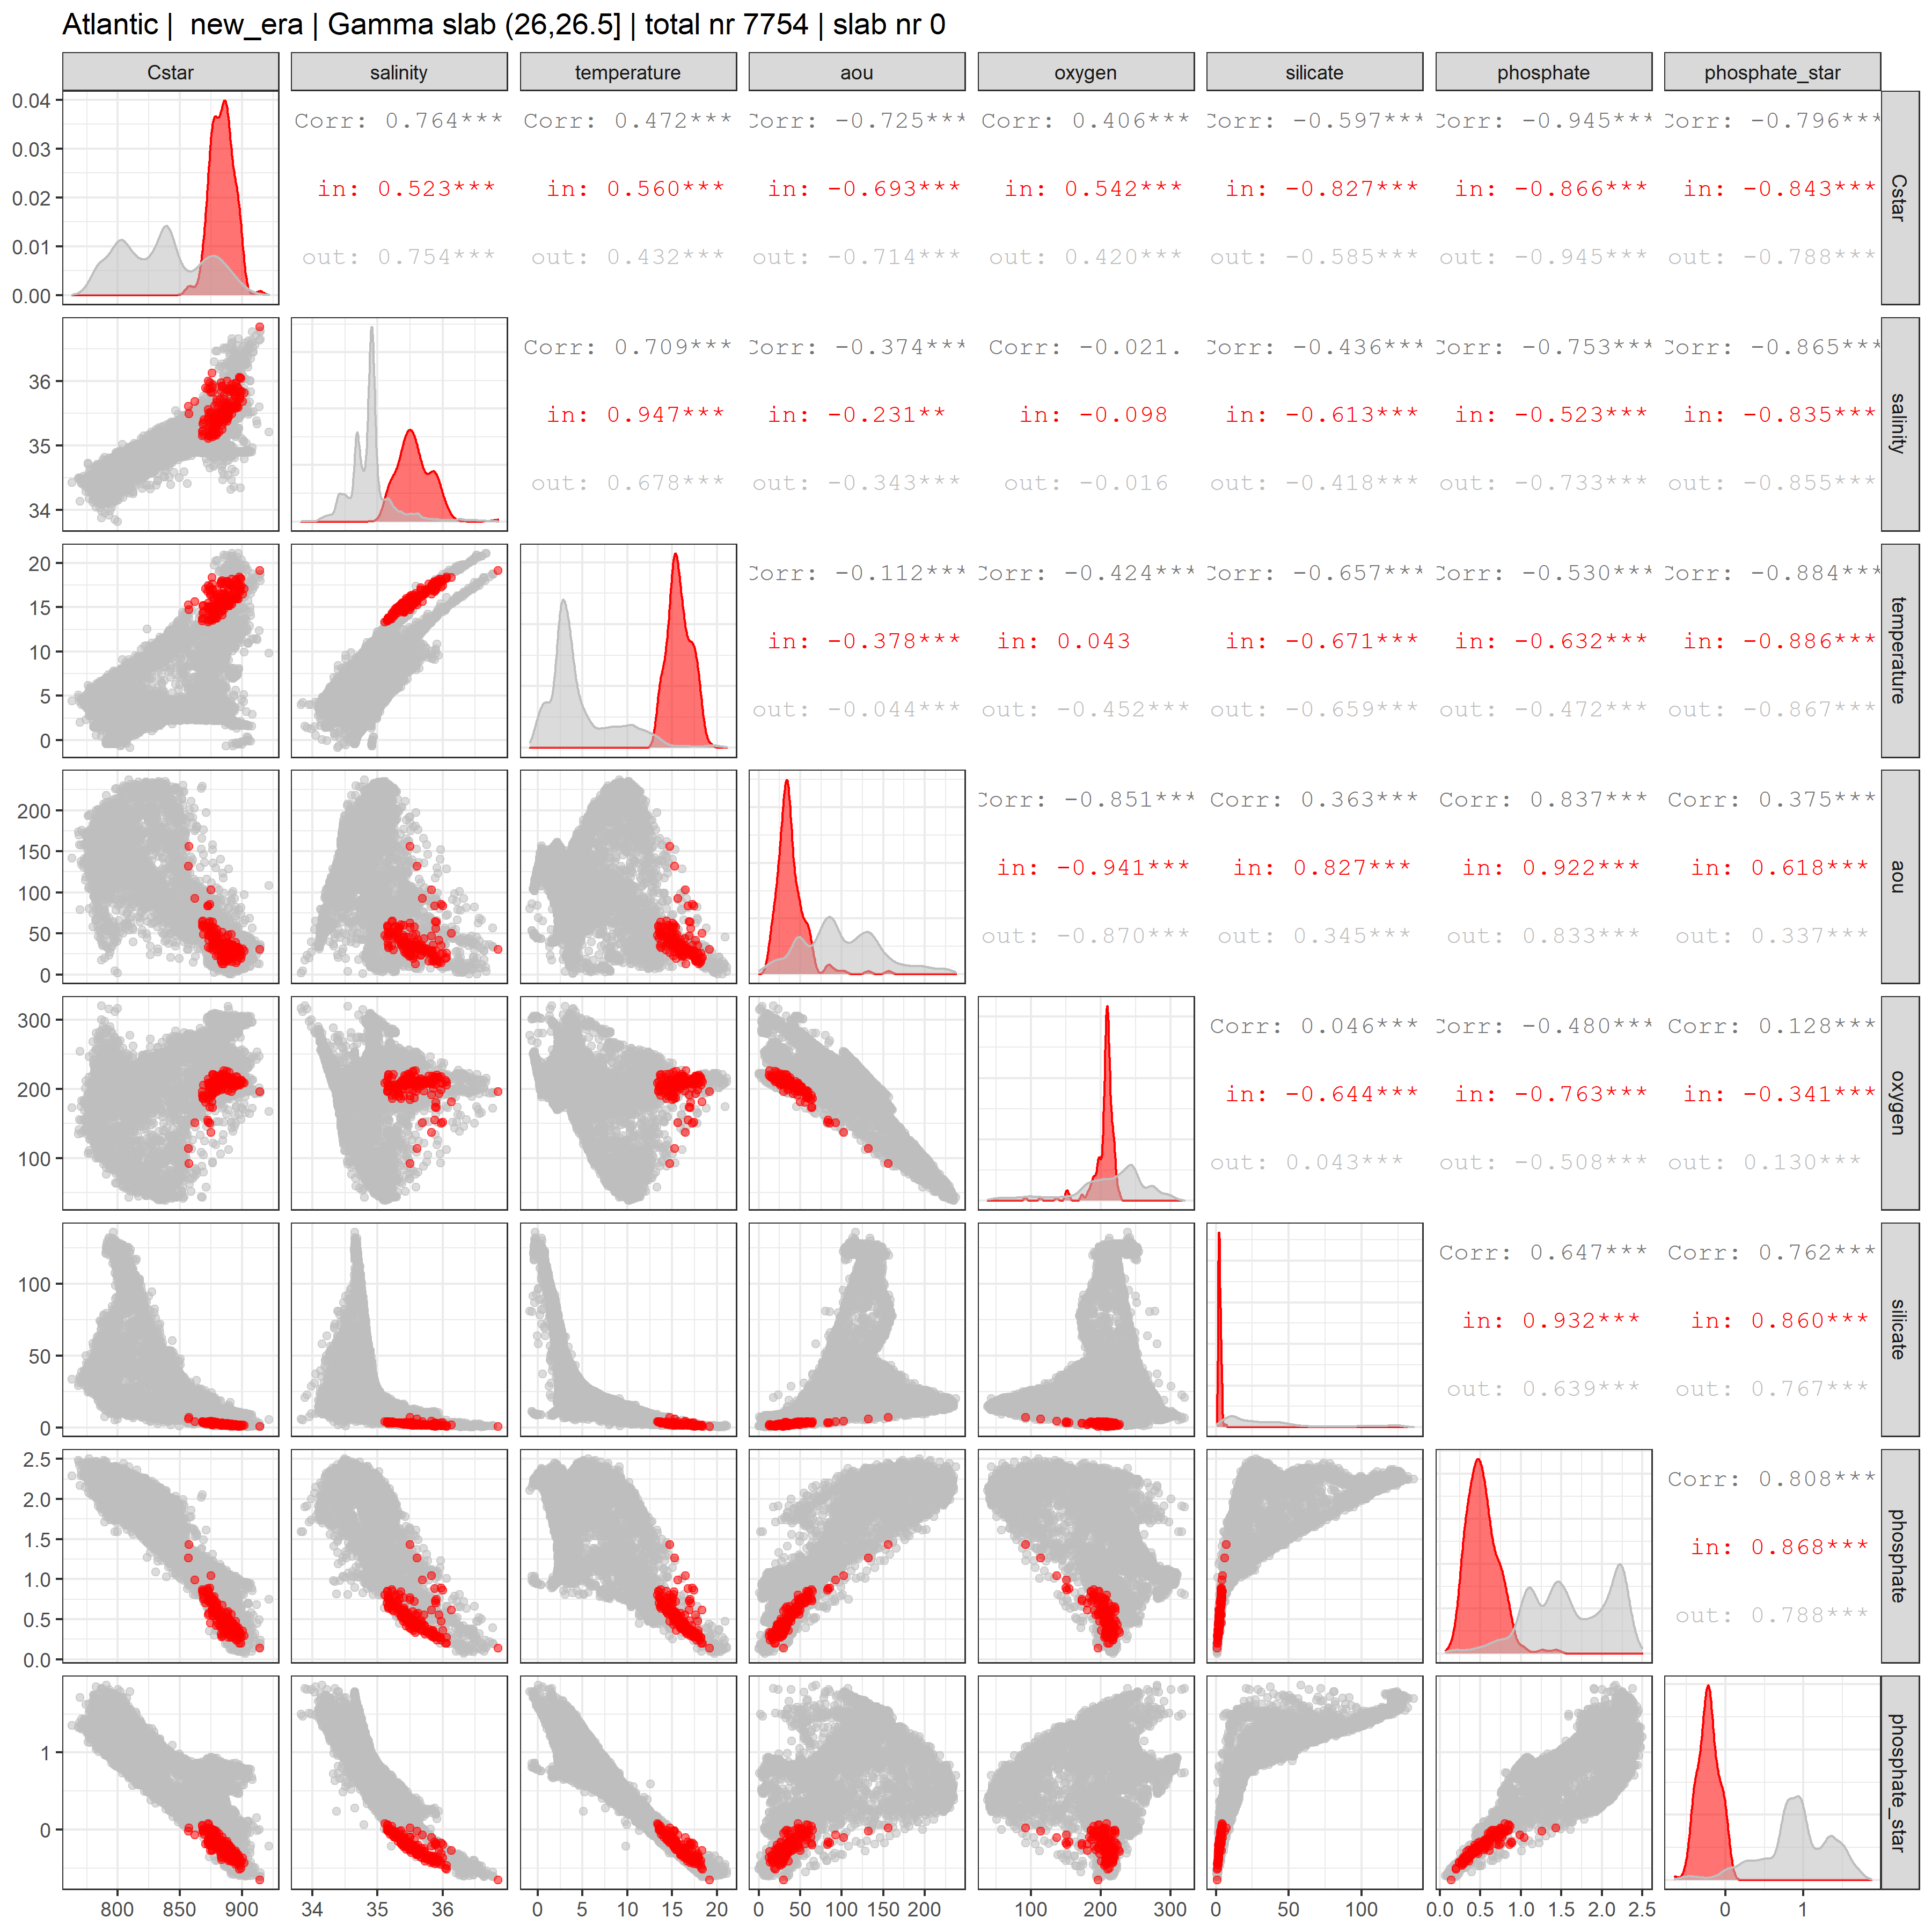 Atlantic |  new_era | Gamma slab (26,26.5] | total nr 7754 | slab nr 0
Cstar salinity temperature aou oxygen silicate phosphate phosphate_star
0.04
0.03
0.02
0.01
0.00
Corr: 0.764*** Corr: 0.472*** Corr: -0.725*** Corr: 0.406*** Corr: -0.597*** Corr: -0.945*** Corr: -0.796***
in: 0.523*** in: 0.560*** in: -0.693*** in: 0.542*** in: -0.827*** in: -0.866*** in: -0.843***
out: 0.754*** out: 0.432*** out: -0.714*** out: 0.420*** out: -0.585*** out: -0.945*** out: -0.788***
Cstar
36
35
34
Corr: 0.709*** Corr: -0.374*** Corr: -0.021. Corr: -0.436*** Corr: -0.753*** Corr: -0.865***
in: 0.947*** in: -0.231** in: -0.098 in: -0.613*** in: -0.523*** in: -0.835***
out: 0.678*** out: -0.343*** out: -0.016 out: -0.418*** out: -0.733*** out: -0.855***
salinity
20
15
10
5
0
Corr: -0.112*** Corr: -0.424*** Corr: -0.657*** Corr: -0.530*** Corr: -0.884***
in: -0.378*** in: 0.043 in: -0.671*** in: -0.632*** in: -0.886***
out: -0.044*** out: -0.452*** out: -0.659*** out: -0.472*** out: -0.867***
temperature
200
150
100
50
0
Corr: -0.851*** Corr: 0.363*** Corr: 0.837*** Corr: 0.375***
in: -0.941*** in: 0.827*** in: 0.922*** in: 0.618***
out: -0.870*** out: 0.345*** out: 0.833*** out: 0.337***
aou
300
200
100
Corr: 0.046*** Corr: -0.480*** Corr: 0.128***
in: -0.644*** in: -0.763*** in: -0.341***
out: 0.043*** out: -0.508*** out: 0.130***
oxygen
100
50
0
Corr: 0.647*** Corr: 0.762***
in: 0.932*** in: 0.860***
out: 0.639*** out: 0.767***
silicate
2.5
2.0
1.5
1.0
0.5
0.0
Corr: 0.808***
in: 0.868***
out: 0.788***
phosphate
1
0
phosphate_star
800 850 900 34 35 36 0 5 10 15 20 0 50 100 150 200 100 200 300 0 50 100 0.0 0.5 1.0 1.5 2.0 2.5 0 1